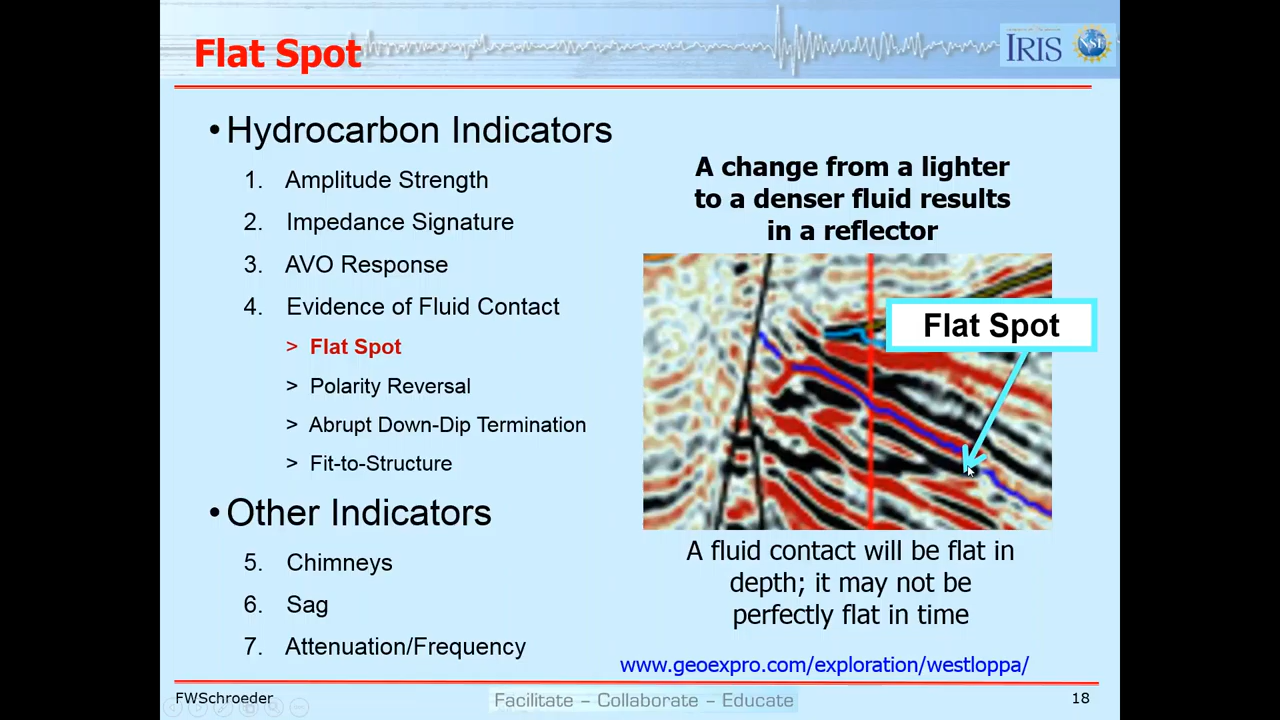 Flat Spot
IRIS
NSF
• Hydrocarbon Indicators
1. Amplitude Strength
2. Impedance Signature
3. AVO Response
4. Evidence of Fluid Contact
> Flat Spot
> Polarity Reversal
> Abrupt Down-Dip Termination
> Fit-to-Structure
• Other Indicators
5. Chimneys
6. Sag
7. Attenuation/Frequency
A change from a lighter
to a denser fluid results
in a reflector
Flat Spot
A fluid contact will be flat in
depth; it may not be
perfectly flat in time
www.geoexpro.com/exploration/westloppa/
FWSchroeder
Facilitate – Collaborate – Educate
18